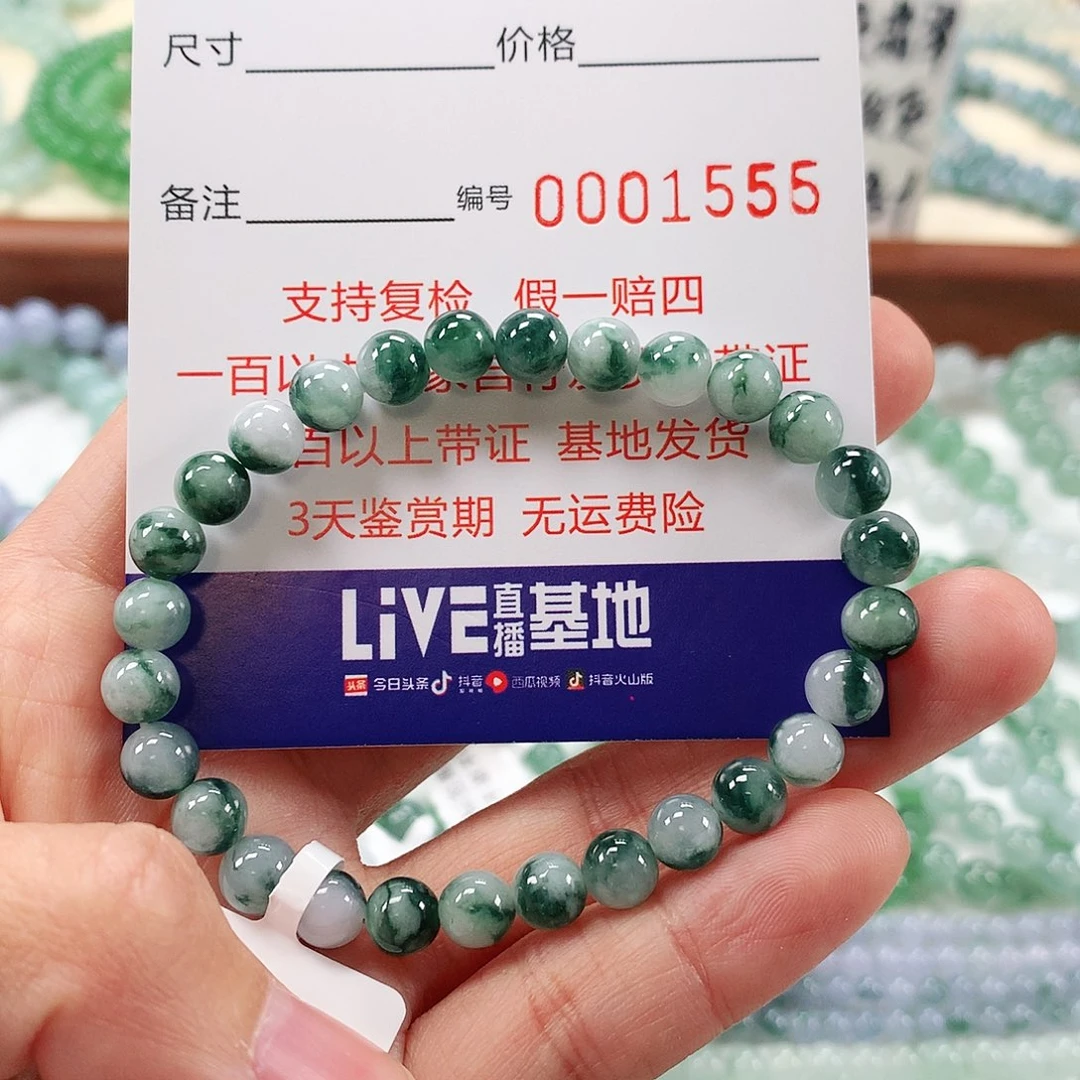 尺寸 价格
备注 编号 0001555
支持复检 假一赔四
一百以 带证
百以上带证 基地发货
3天鉴赏期 无运费险
LiVE直播基地
头条 今日头条 抖音 西瓜视频 抖音火山版